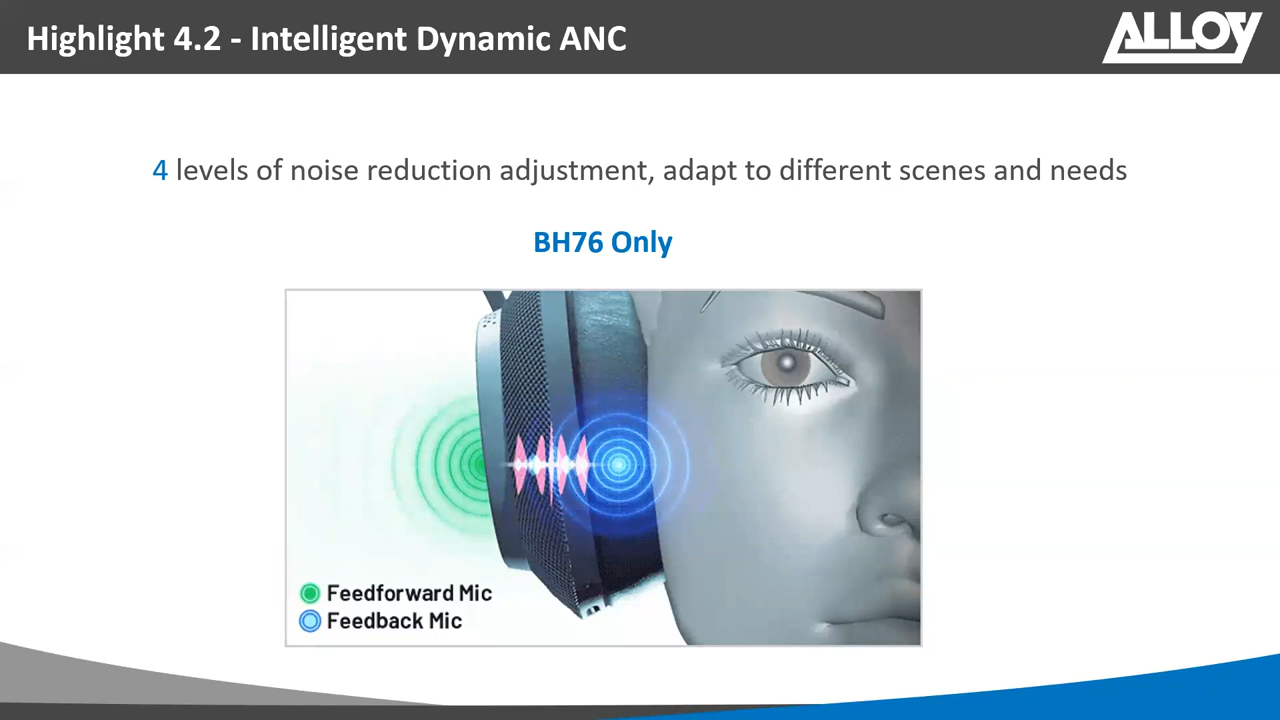 Highlight 4.2 - Intelligent Dynamic ANC
ALLOY
4 levels of noise reduction adjustment, adapt to different scenes and needs
BH76 Only
Feedforward Mic
Feedback Mic